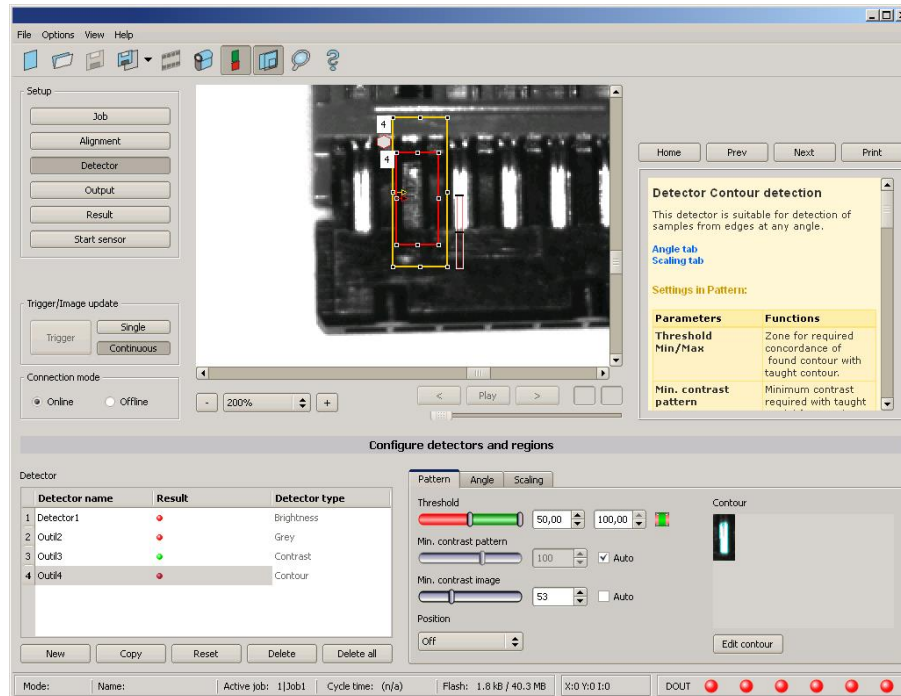 File Options View Help
Setup
Job
Alignment
Detector
Output
Result
Start sensor
Trigger/Image update
Trigger
Single
Continuous
Connection mode
Online Offline
4
4
- 200% +
< Play >
Home Prev Next Print
Detector Contour detection
This detector is suitable for detection of
samples from edges at any angle.
Angle tab
Scaling tab
Settings in Pattern:
Parameters Functions
Threshold Min/Max Zone for required concordance of found contour with taught contour.
Min. contrast pattern Minimum contrast required with taught
Configure detectors and regions
Detector
Detector name Result Detector type
1 Detector1 Brightness
2 Outil2 Grey
3 Outil3 Contrast
4 Outil4 Contour
New Copy Reset Delete Delete all
Pattern Angle Scaling
Threshold
50,00 100,00
Min. contrast pattern
100 Auto
Min. contrast image
53 Auto
Position
Off
Contour
Edit contour
Mode: Name: Active job: 1|Job1 Cycle time: (n/a) Flash: 1.8 kB / 40.3 MB X:0 Y:0 I:0 DOUT